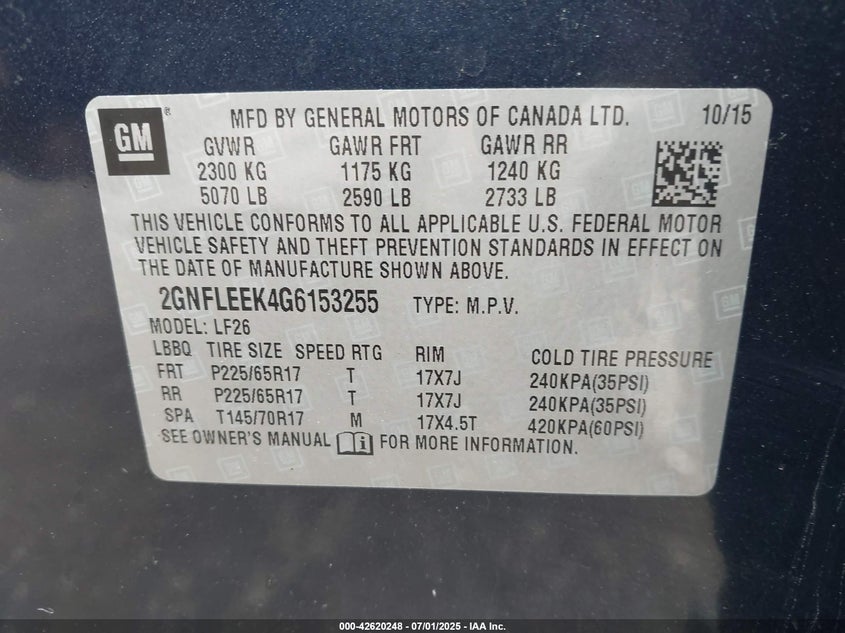 GM ® MFD BY GENERAL MOTORS OF CANADA LTD. 10/15
GVWR GAWR FRT GAWR RR
2300 KG 1175 KG 1240 KG
5070 LB 2590 LB 2733 LB
THIS VEHICLE CONFORMS TO ALL APPLICABLE U.S. FEDERAL MOTOR
VEHICLE SAFETY AND THEFT PREVENTION STANDARDS IN EFFECT ON
THE DATE OF MANUFACTURE SHOWN ABOVE.
2GNFLEEK4G6153255 TYPE: M.P.V.
MODEL: LF26
LBBQ TIRE SIZE SPEED RTG RIM COLD TIRE PRESSURE
FRT P225/65R17 T 17X7J 240KPA(35PSI)
RR P225/65R17 T 17X7J 240KPA(35PSI)
SPA T145/70R17 M 17X4.5T 420KPA(60PSI)
SEE OWNER'S MANUAL FOR MORE INFORMATION.
000-42620248 - 07/01/2025 - IAA Inc.